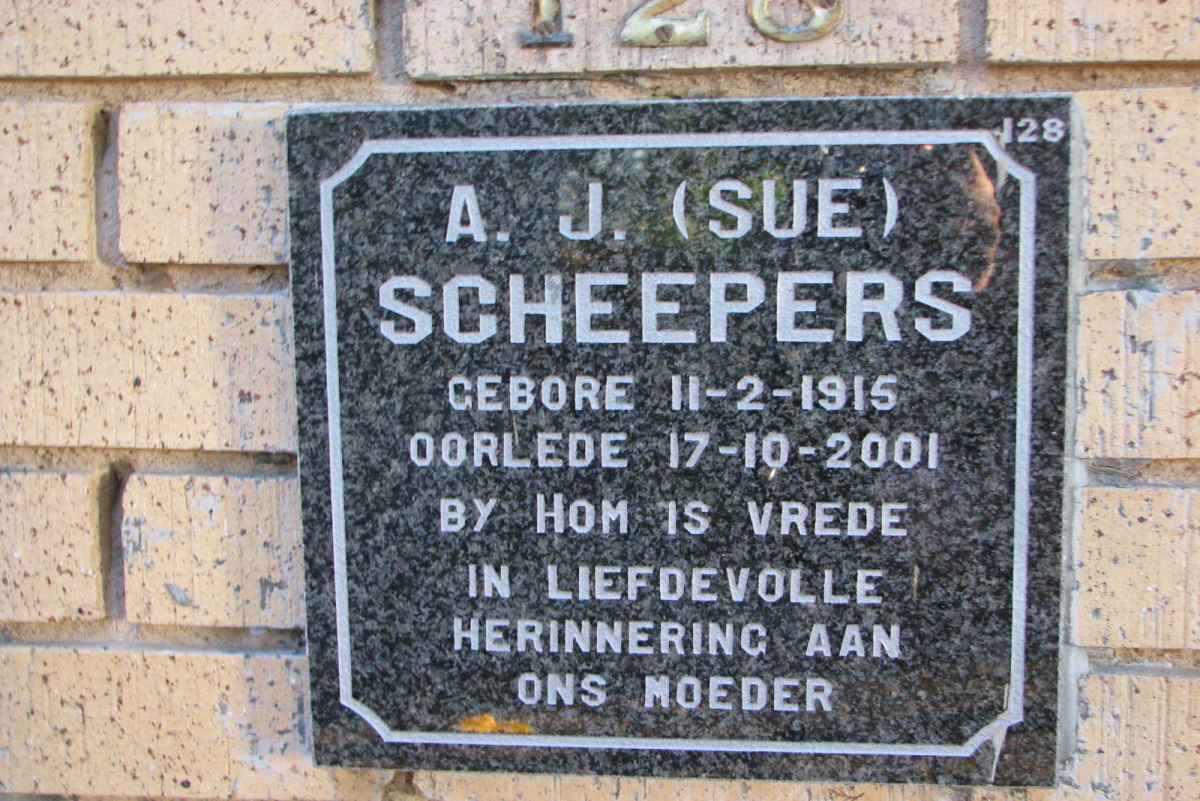 128
128
A. J. (SUE)
SCHEEPERS
GEBORE 11-2-1915
OORLEDE 17-10-2001
BY HOM IS VREDE
IN LIEFDEVOLLE
HERINNERING AAN
ONS MOEDER